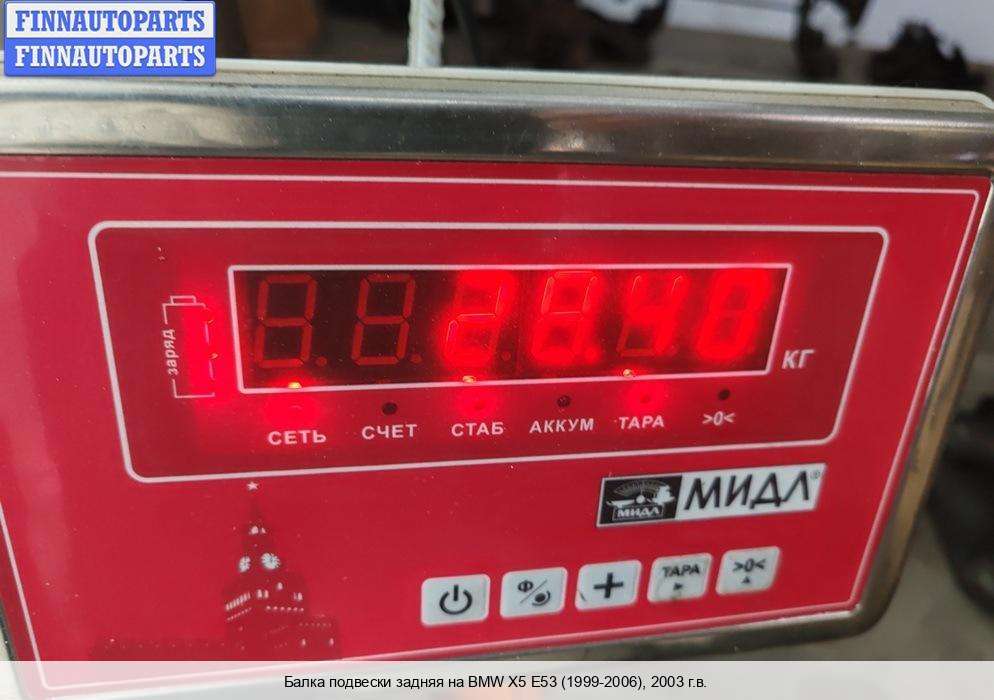 FINNAUTOPARTS
FINNAUTOPARTS
заряд
28.40
КГ
СЕТЬ СЧЕТ СТАБ АККУМ ТАРА >0<
МИДЛ МИДЛ®
Ф ТАРА >0<
Балка подвески задняя на BMW X5 E53 (1999-2006), 2003 г.в.